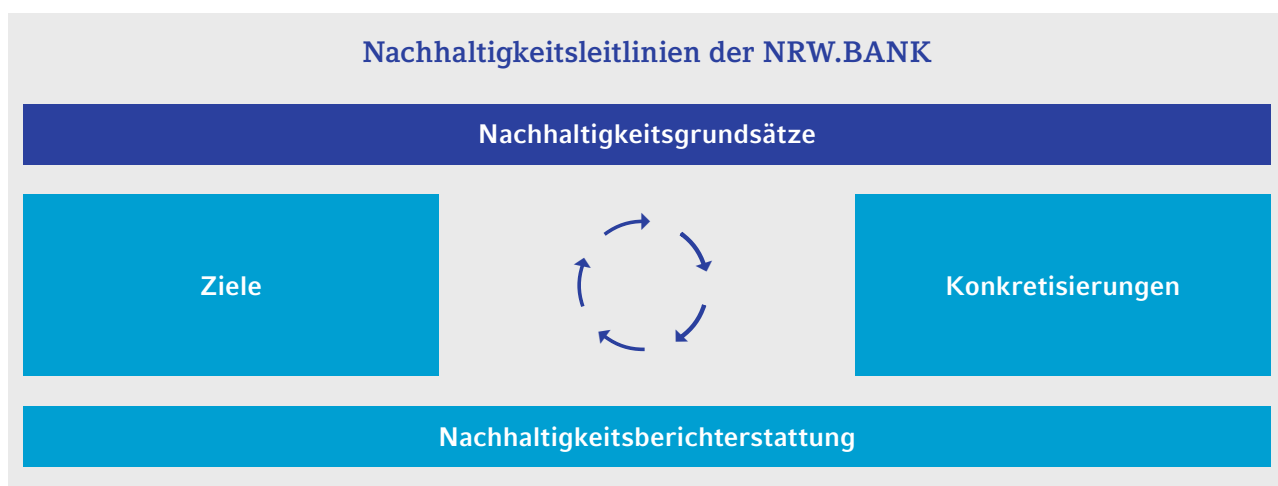 Nachhaltigkeitsleitlinien der NRW.BANK
Nachhaltigkeitsgrundsätze
Ziele
Konkretisierungen
Nachhaltigkeitsberichterstattung